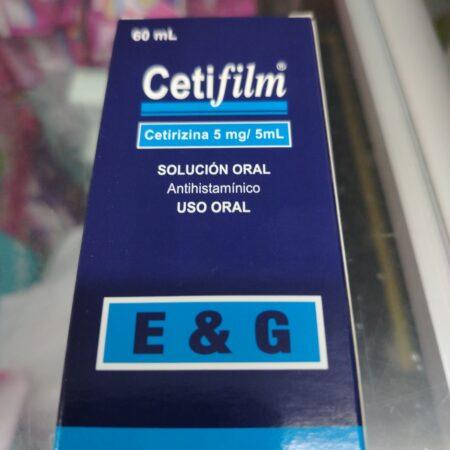 60 mL
Cetifilm®
Cetirizina 5 mg/ 5mL
SOLUCIÓN ORAL
Antihistamínico
USO ORAL
E & G